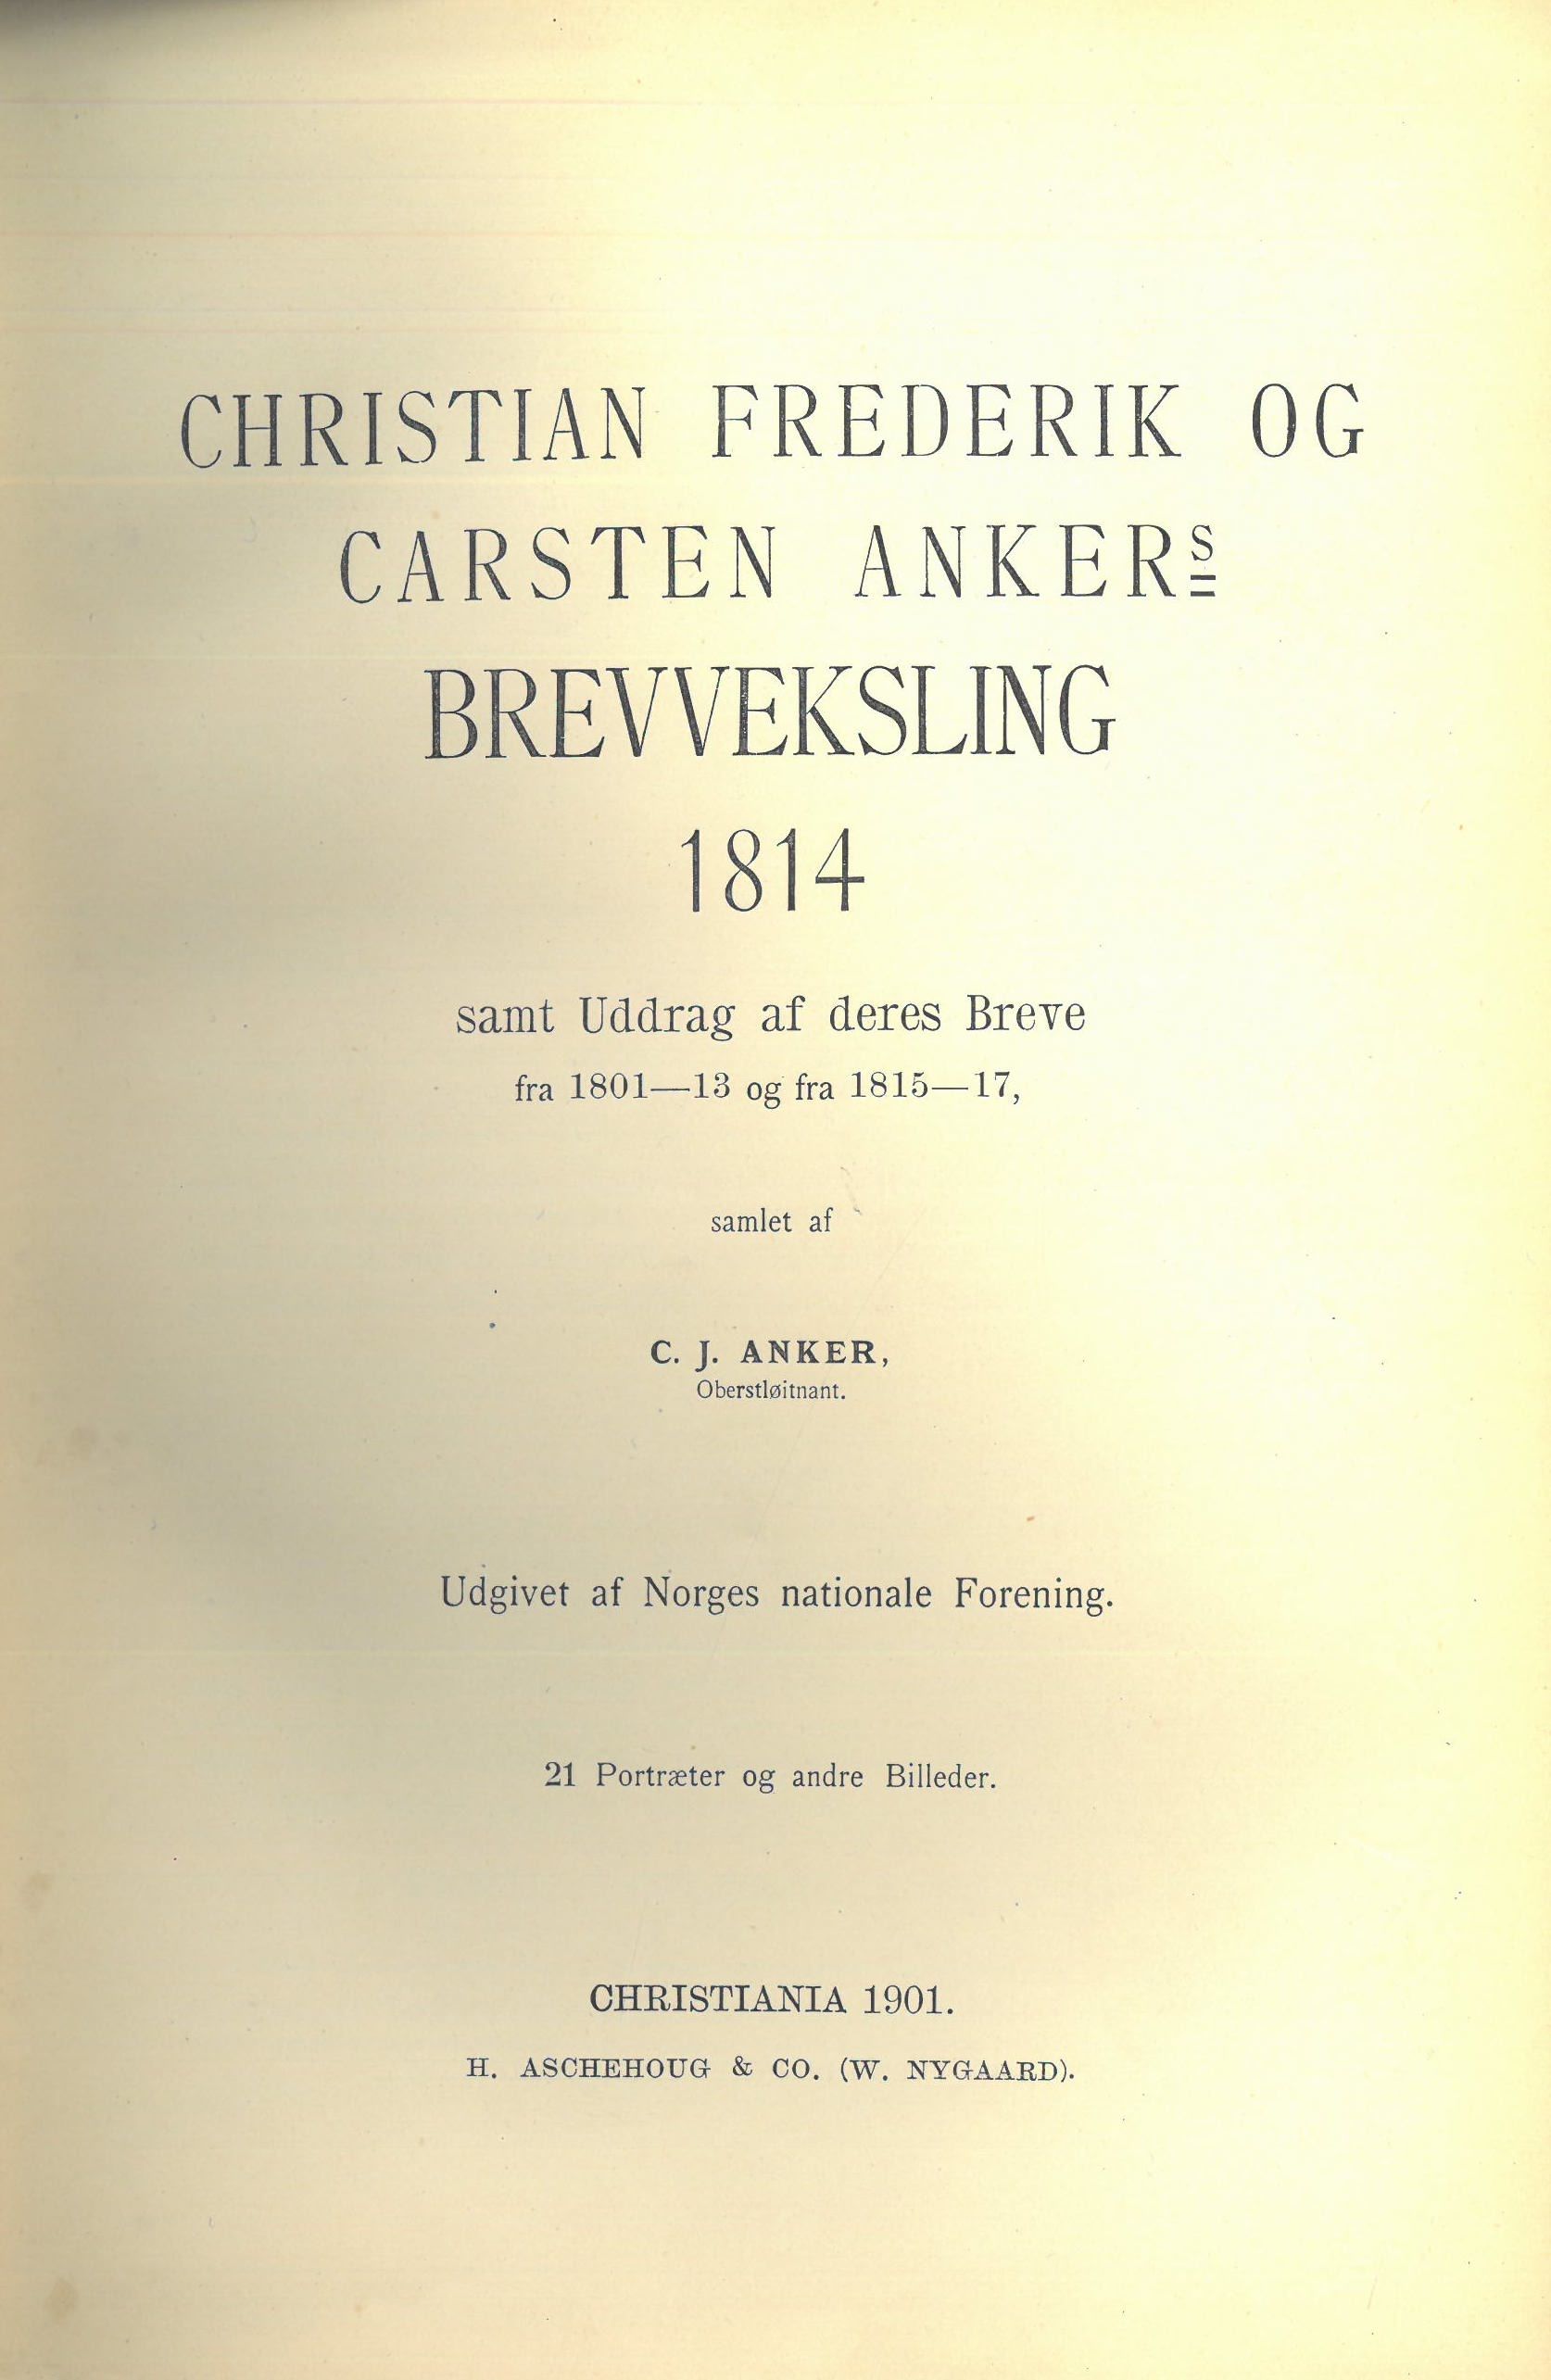 CHRISTIAN FREDERIK OG
CARSTEN ANKERS
BREVVEKSLING
1814
samt Uddrag af deres Breve
fra 1801—13 og fra 1815—17,
samlet af
C. J. ANKER,
Oberstløitnant.
Udgivet af Norges nationale Forening.
21 Portræter og andre Billeder.
CHRISTIANIA 1901.
H. ASCHEHOUG & CO. (W. NYGAARD).